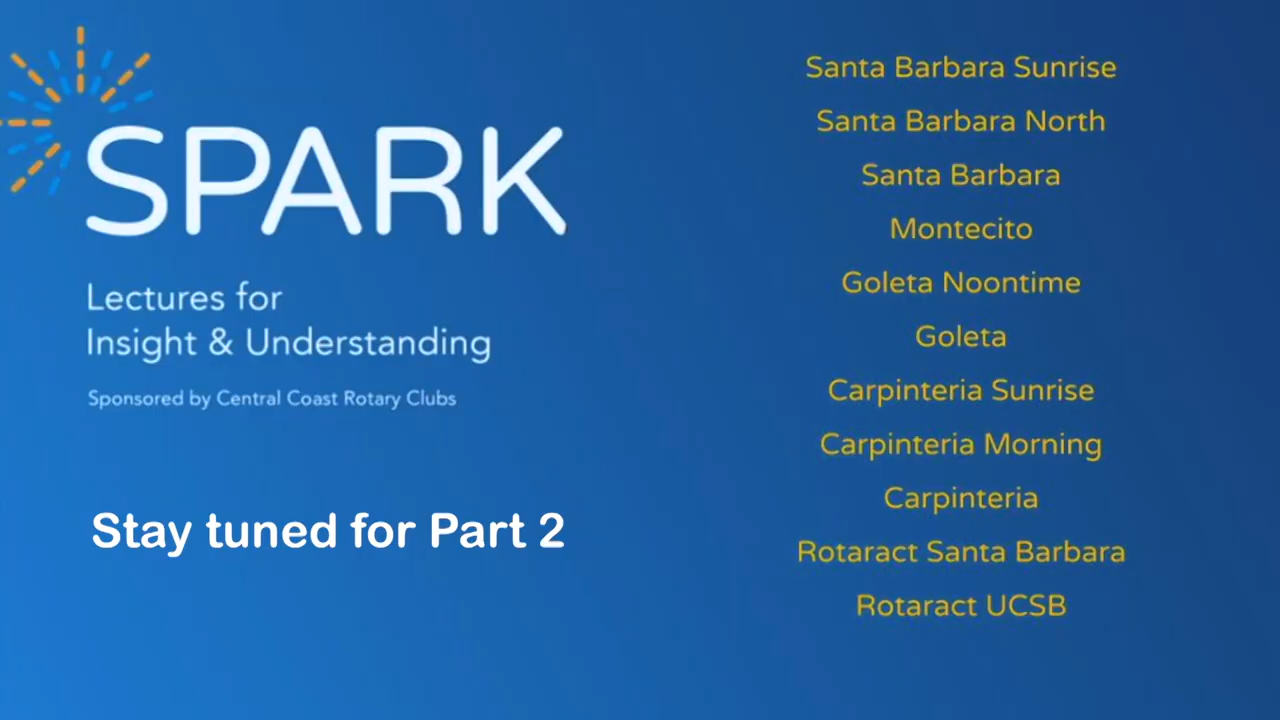 SPARK
Lectures for
Insight & Understanding
Sponsored by Central Coast Rotary Clubs
Stay tuned for Part 2
Santa Barbara Sunrise
Santa Barbara North
Santa Barbara
Montecito
Goleta Noontime
Goleta
Carpinteria Sunrise
Carpinteria Morning
Carpinteria
Rotaract Santa Barbara
Rotaract UCSB